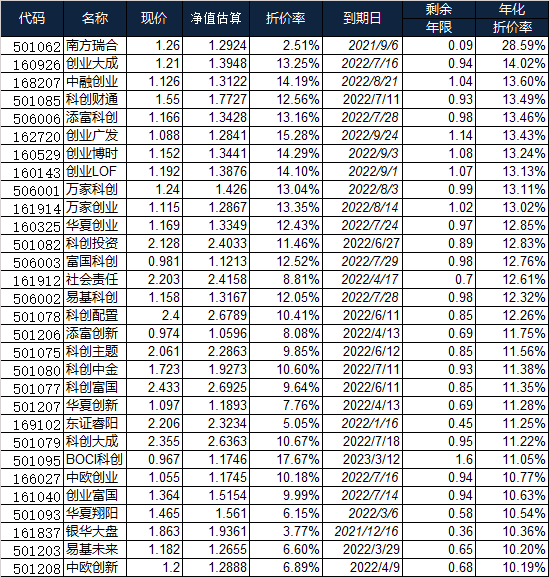 代码 名称 现价 净值估算 折价率 到期日 剩余年限 年化折价率
501062 南方瑞合 1.26 1.2924 2.51% 2021/9/6 0.09 28.59%
160926 创业大成 1.21 1.3948 13.25% 2022/7/16 0.94 14.02%
168207 中融创业 1.126 1.3122 14.19% 2022/8/21 1.04 13.60%
501085 科创财通 1.55 1.7727 12.56% 2022/7/11 0.93 13.49%
506006 添富科创 1.166 1.3428 13.16% 2022/7/28 0.98 13.46%
162720 创业广发 1.088 1.2841 15.28% 2022/9/24 1.14 13.43%
160529 创业博时 1.152 1.3441 14.29% 2022/9/3 1.08 13.24%
160143 创业LOF 1.192 1.3876 14.10% 2022/9/1 1.07 13.13%
506001 万家科创 1.24 1.426 13.04% 2022/8/3 0.99 13.11%
161914 万家创业 1.115 1.2867 13.35% 2022/8/14 1.02 13.02%
160325 华夏创业 1.169 1.3349 12.43% 2022/7/24 0.97 12.85%
501082 科创投资 2.128 2.4033 11.46% 2022/6/27 0.89 12.83%
506003 富国科创 0.981 1.1213 12.52% 2022/7/29 0.98 12.76%
161912 社会责任 2.203 2.4158 8.81% 2022/4/17 0.7 12.61%
506002 易基科创 1.158 1.3167 12.05% 2022/7/28 0.98 12.32%
501078 科创配置 2.4 2.6789 10.41% 2022/6/11 0.85 12.26%
501206 添富创新 0.974 1.0596 8.08% 2022/4/13 0.69 11.75%
501075 科创主题 2.061 2.2863 9.85% 2022/6/12 0.85 11.56%
501080 科创中金 1.723 1.9273 10.60% 2022/7/11 0.93 11.38%
501077 科创富国 2.433 2.6925 9.64% 2022/6/11 0.85 11.35%
501207 华夏创新 1.097 1.1893 7.76% 2022/4/13 0.69 11.28%
169102 东证睿阳 2.206 2.3234 5.05% 2022/1/16 0.45 11.25%
501079 科创大成 2.355 2.6363 10.67% 2022/7/18 0.95 11.22%
501095 BOCI科创 0.967 1.1746 17.67% 2023/3/12 1.6 11.05%
166027 中欧创业 1.055 1.1745 10.18% 2022/7/16 0.94 10.77%
161040 创业富国 1.364 1.5154 9.99% 2022/7/14 0.94 10.63%
501093 华夏翔阳 1.465 1.561 6.15% 2022/3/6 0.58 10.54%
161837 银华大盘 1.863 1.9361 3.77% 2021/12/16 0.36 10.36%
501203 易基未来 1.182 1.2655 6.60% 2022/3/29 0.65 10.20%
501208 中欧创新 1.2 1.2888 6.89% 2022/4/9 0.68 10.19%